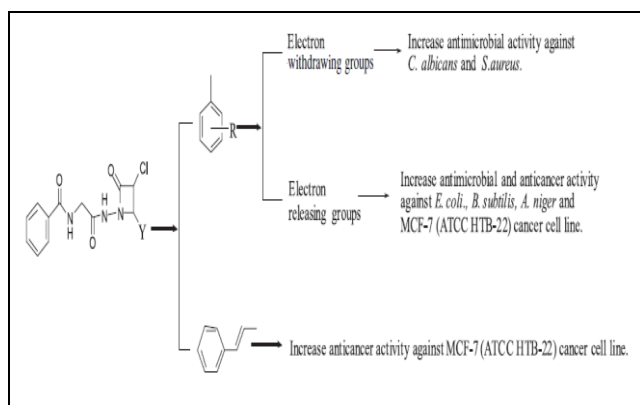 Electron
withdrawing groups
Increase antimicrobial activity against
C. albicans and S.aureus.
R
O
Cl
O
H
N
N
N
H
O
Y
Electron
releasing groups
Increase antimicrobial and anticancer activity
against E. coli., B. subtilis, A. niger and
MCF-7 (ATCC HTB-22) cancer cell line.
Increase anticancer activity against MCF-7 (ATCC HTB-22) cancer cell line.